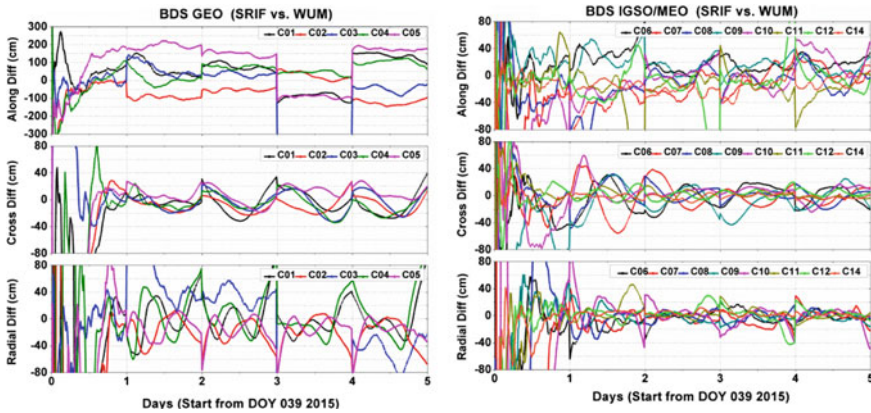 BDS GEO (SRIF vs. WUM)
Along Diff (cm)
300
200
100
0
-100
-200
-300
C01 C02 C03 C04 C05
Cross Diff (cm)
80
40
0
-40
-80
C01 C02 C03 C04 C05
Radial Diff (cm)
80
40
0
-40
-80
C01 C02 C03 C04 C05
0 1 2 3 4 5
Days (Start from DOY 039 2015)
BDS IGSO/MEO (SRIF vs. WUM)
Along Diff (cm)
80
40
0
-40
-80
C06 C07 C08 C09 C10 C11 C12 C14
Cross Diff (cm)
80
40
0
-40
-80
C06 C07 C08 C09 C10 C11 C12 C14
Radial Diff (cm)
80
40
0
-40
-80
C06 C07 C08 C09 C10 C11 C12 C14
0 1 2 3 4 5
Days (Start from DOY 039 2015)